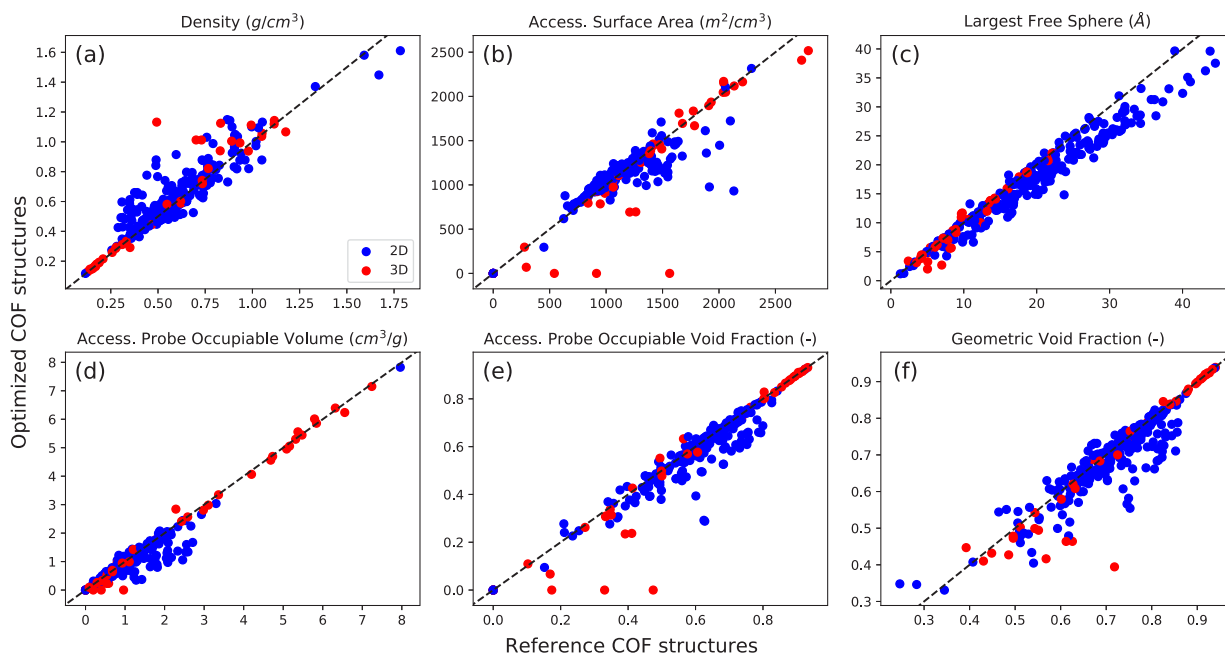 Density (g/cm³)
Access. Surface Area (m²/cm³)
Largest Free Sphere (Å)
(a)
(b)
(c)
1.6
1.4
1.2
1.0
0.8
0.6
0.4
0.2
2500
2000
1500
1000
500
0
40
35
30
25
20
15
10
5
0
2D
3D
0.25 0.50 0.75 1.00 1.25 1.50 1.75
0 500 1000 1500 2000 2500
0 10 20 30 40
Optimized COF structures
Access. Probe Occupiable Volume (cm³/g)
Access. Probe Occupiable Void Fraction (-)
Geometric Void Fraction (-)
(d)
(e)
(f)
8
7
6
5
4
3
2
1
0
0.8
0.6
0.4
0.2
0.0
0.9
0.8
0.7
0.6
0.5
0.4
0.3
0 1 2 3 4 5 6 7 8
0.0 0.2 0.4 0.6 0.8
0.3 0.4 0.5 0.6 0.7 0.8 0.9
Reference COF structures